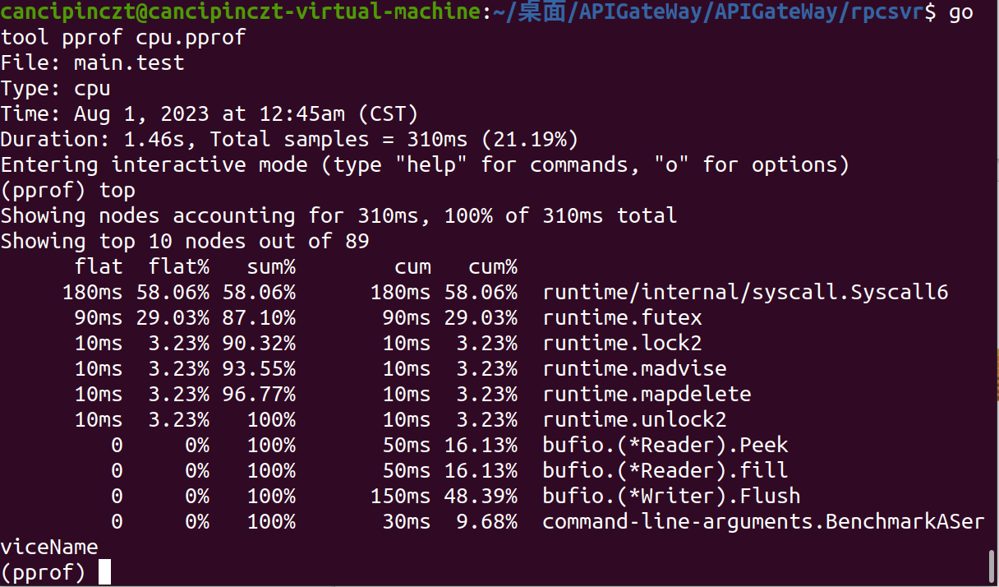 cancipinczt@cancipinczt-virtual-machine:~/桌面/APIGateWay/APIGateWay/rpcsvr$ go
tool pprof cpu.pprof
File: main.test
Type: cpu
Time: Aug 1, 2023 at 12:45am (CST)
Duration: 1.46s, Total samples = 310ms (21.19%)
Entering interactive mode (type "help" for commands, "o" for options)
(pprof) top
Showing nodes accounting for 310ms, 100% of 310ms total
Showing top 10 nodes out of 89
      flat  flat%   sum%        cum   cum%
     180ms 58.06% 58.06%      180ms 58.06%  runtime/internal/syscall.Syscall6
      90ms 29.03% 87.10%       90ms 29.03%  runtime.futex
      10ms  3.23% 90.32%       10ms  3.23%  runtime.lock2
      10ms  3.23% 93.55%       10ms  3.23%  runtime.madvise
      10ms  3.23% 96.77%       10ms  3.23%  runtime.mapdelete
      10ms  3.23%   100%       10ms  3.23%  runtime.unlock2
         0     0%   100%       50ms 16.13%  bufio.(*Reader).Peek
         0     0%   100%       50ms 16.13%  bufio.(*Reader).fill
         0     0%   100%      150ms 48.39%  bufio.(*Writer).Flush
         0     0%   100%       30ms  9.68%  command-line-arguments.BenchmarkASer
viceName
(pprof)